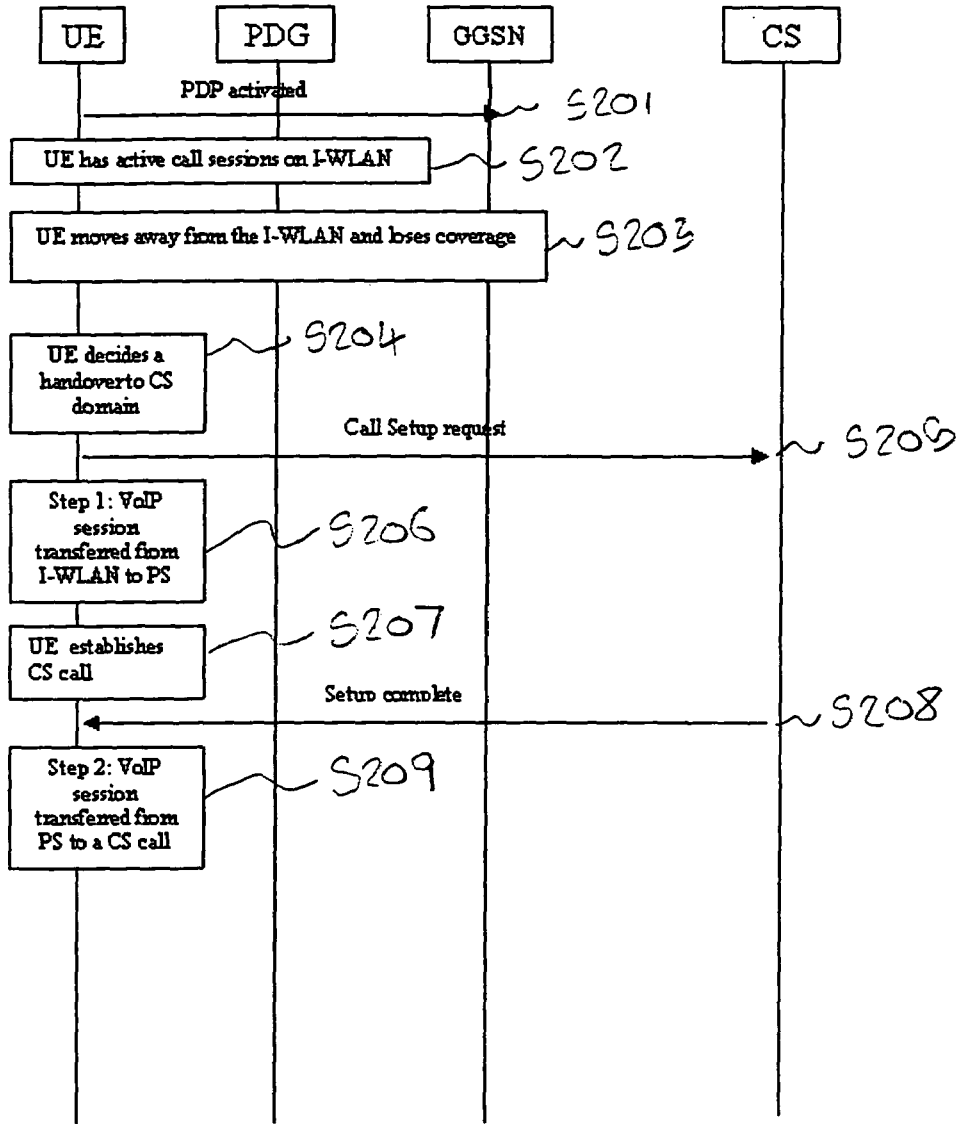 UE PDG GGSN CS
PDP activated
S201
UE has active call sessions on I-WLAN
S202
UE moves away from the I-WLAN and loses coverage
S203
S204
UE decides a
handoverto CS
domain
Call Setup request
S205
Step 1: VoIP
session
transferred from
I-WLAN to PS
S206
UE establishes
CS call
S207
Setup complete
S208
Step 2: VoIP
session
transferred from
PS to a CS call
S209